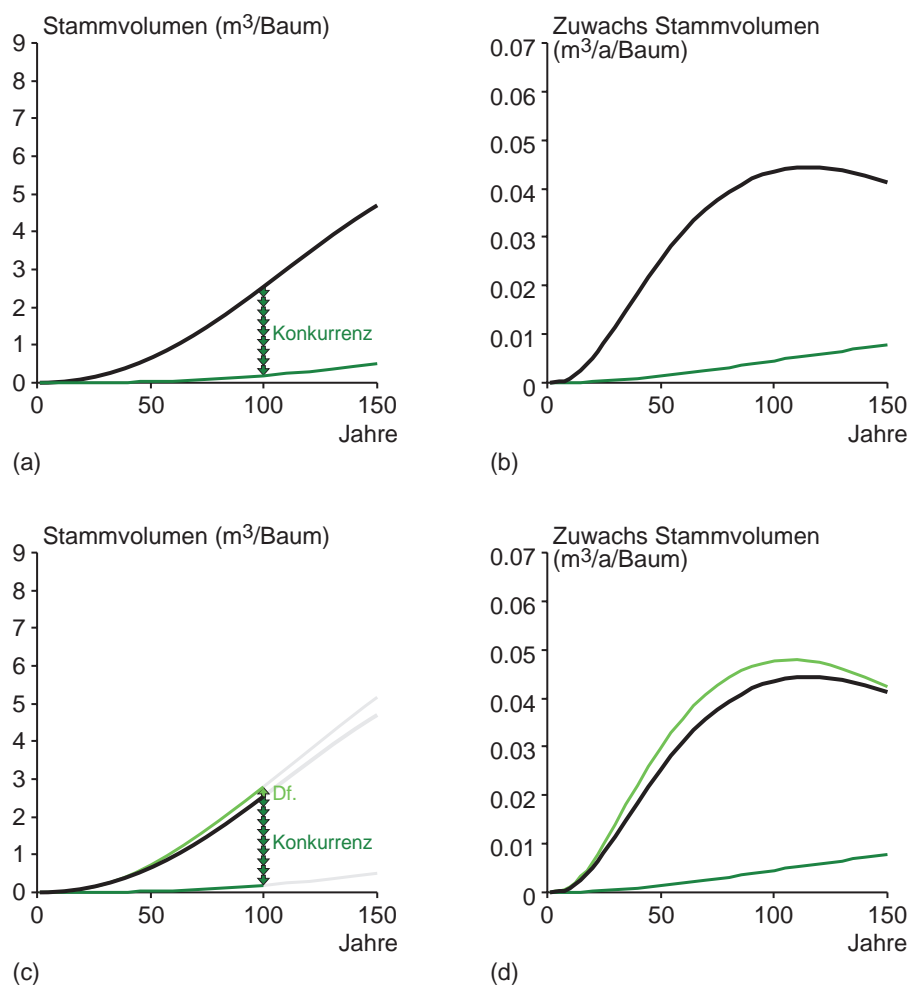 Stammvolumen (m³/Baum)
9
8
7
6
5
4
3
2
1
0
Konkurrenz
0 50 100 150
Jahre
(a)
Zuwachs Stammvolumen
(m³/a/Baum)
0.07
0.06
0.05
0.04
0.03
0.02
0.01
0
0 50 100 150
Jahre
(b)
Stammvolumen (m³/Baum)
9
8
7
6
5
4
3
2
1
0
Df.
Konkurrenz
0 50 100 150
Jahre
(c)
Zuwachs Stammvolumen
(m³/a/Baum)
0.07
0.06
0.05
0.04
0.03
0.02
0.01
0
0 50 100 150
Jahre
(d)